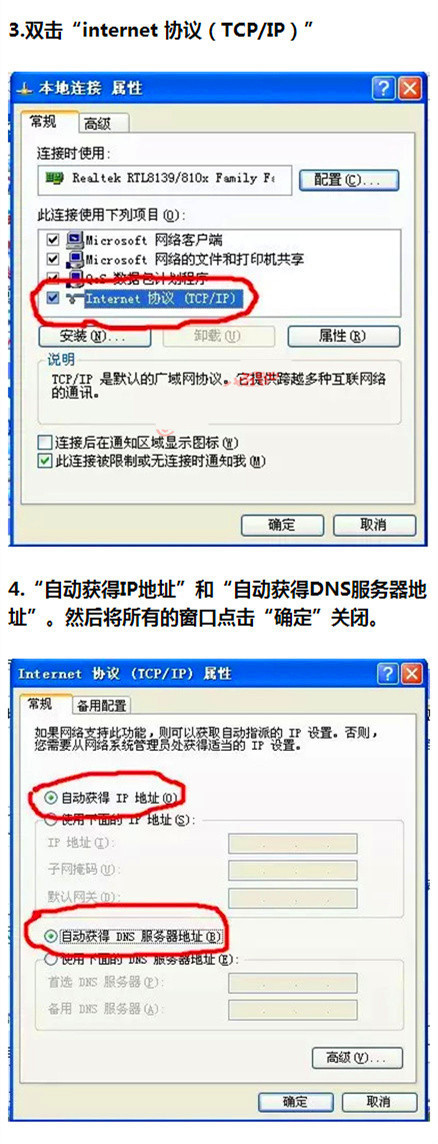 3.双击“internet 协议（TCP/IP）”
本地连接 属性
常规 高级
连接时使用:
Realtek RTL8139/810x Family Fa
配置(C)...
此连接使用下列项目(O):
Microsoft 网络客户端
Microsoft 网络的文件和打印机共享
QoS 数据包计划程序
Internet 协议 (TCP/IP)
安装(N)... 卸载(U) 属性(R)
说明
TCP/IP 是默认的广域网协议。它提供跨越多种互联网络
的通讯。
连接后在通知区域显示图标(W)
此连接被限制或无连接时通知我(M)
确定 取消
4.“自动获得IP地址”和“自动获得DNS服务器地
址”。然后将所有的窗口点击“确定”关闭。
Internet 协议 (TCP/IP) 属性
常规 备用配置
如果网络支持此功能，则可以获取自动指派的 IP 设置。否则，
您需要从网络系统管理员处获得适当的 IP 设置。
自动获得 IP 地址(O)
使用下面的 IP 地址(S):
IP 地址(I):
子网掩码(U):
默认网关(D):
自动获得 DNS 服务器地址(B)
使用下面的 DNS 服务器地址(E):
首选 DNS 服务器(P):
备用 DNS 服务器(A):
高级(V)...
确定 取消